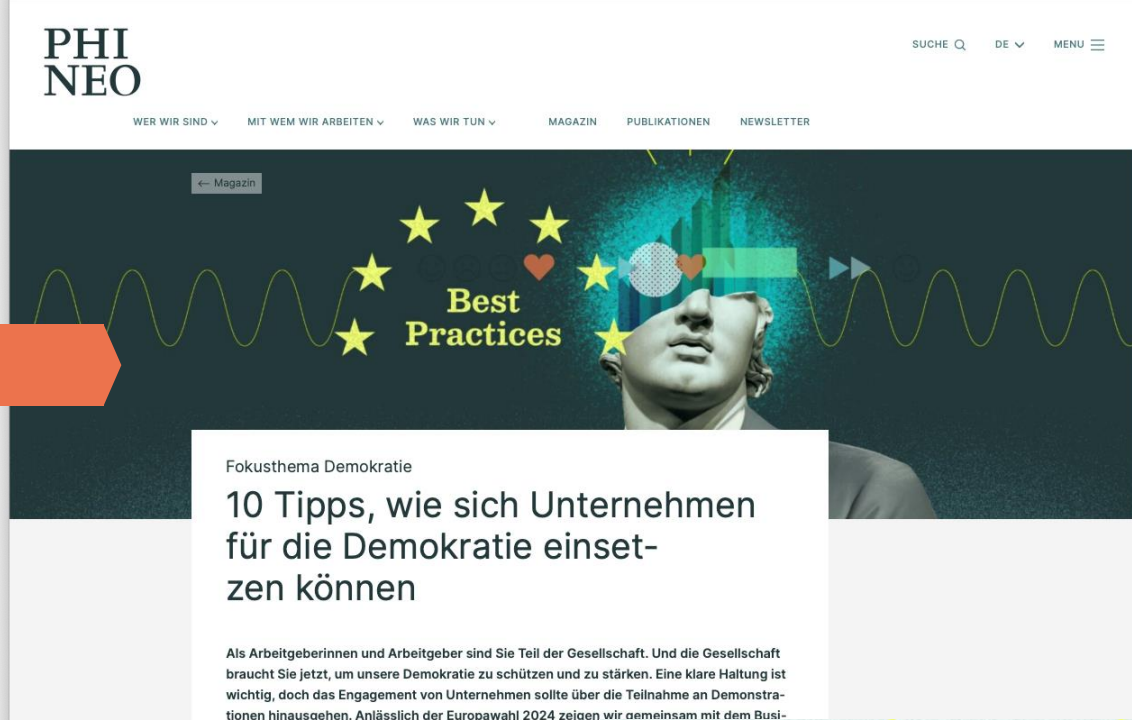 PHI
NEO
SUCHE
DE
MENU
WER WIR SIND
MIT WEM WIR ARBEITEN
WAS WIR TUN
MAGAZIN
PUBLIKATIONEN
NEWSLETTER
← Magazin
Best
Practices
Fokusthema Demokratie
10 Tipps, wie sich Unternehmen
für die Demokratie einset-
zen können
Als Arbeitgeberinnen und Arbeitgeber sind Sie Teil der Gesellschaft. Und die Gesellschaft
braucht Sie jetzt, um unsere Demokratie zu schützen und zu stärken. Eine klare Haltung ist
wichtig, doch das Engagement von Unternehmen sollte über die Teilnahme an Demonstra-
tionen hinausgehen. Anlässlich der Europawahl 2024 zeigen wir gemeinsam mit dem Busi-